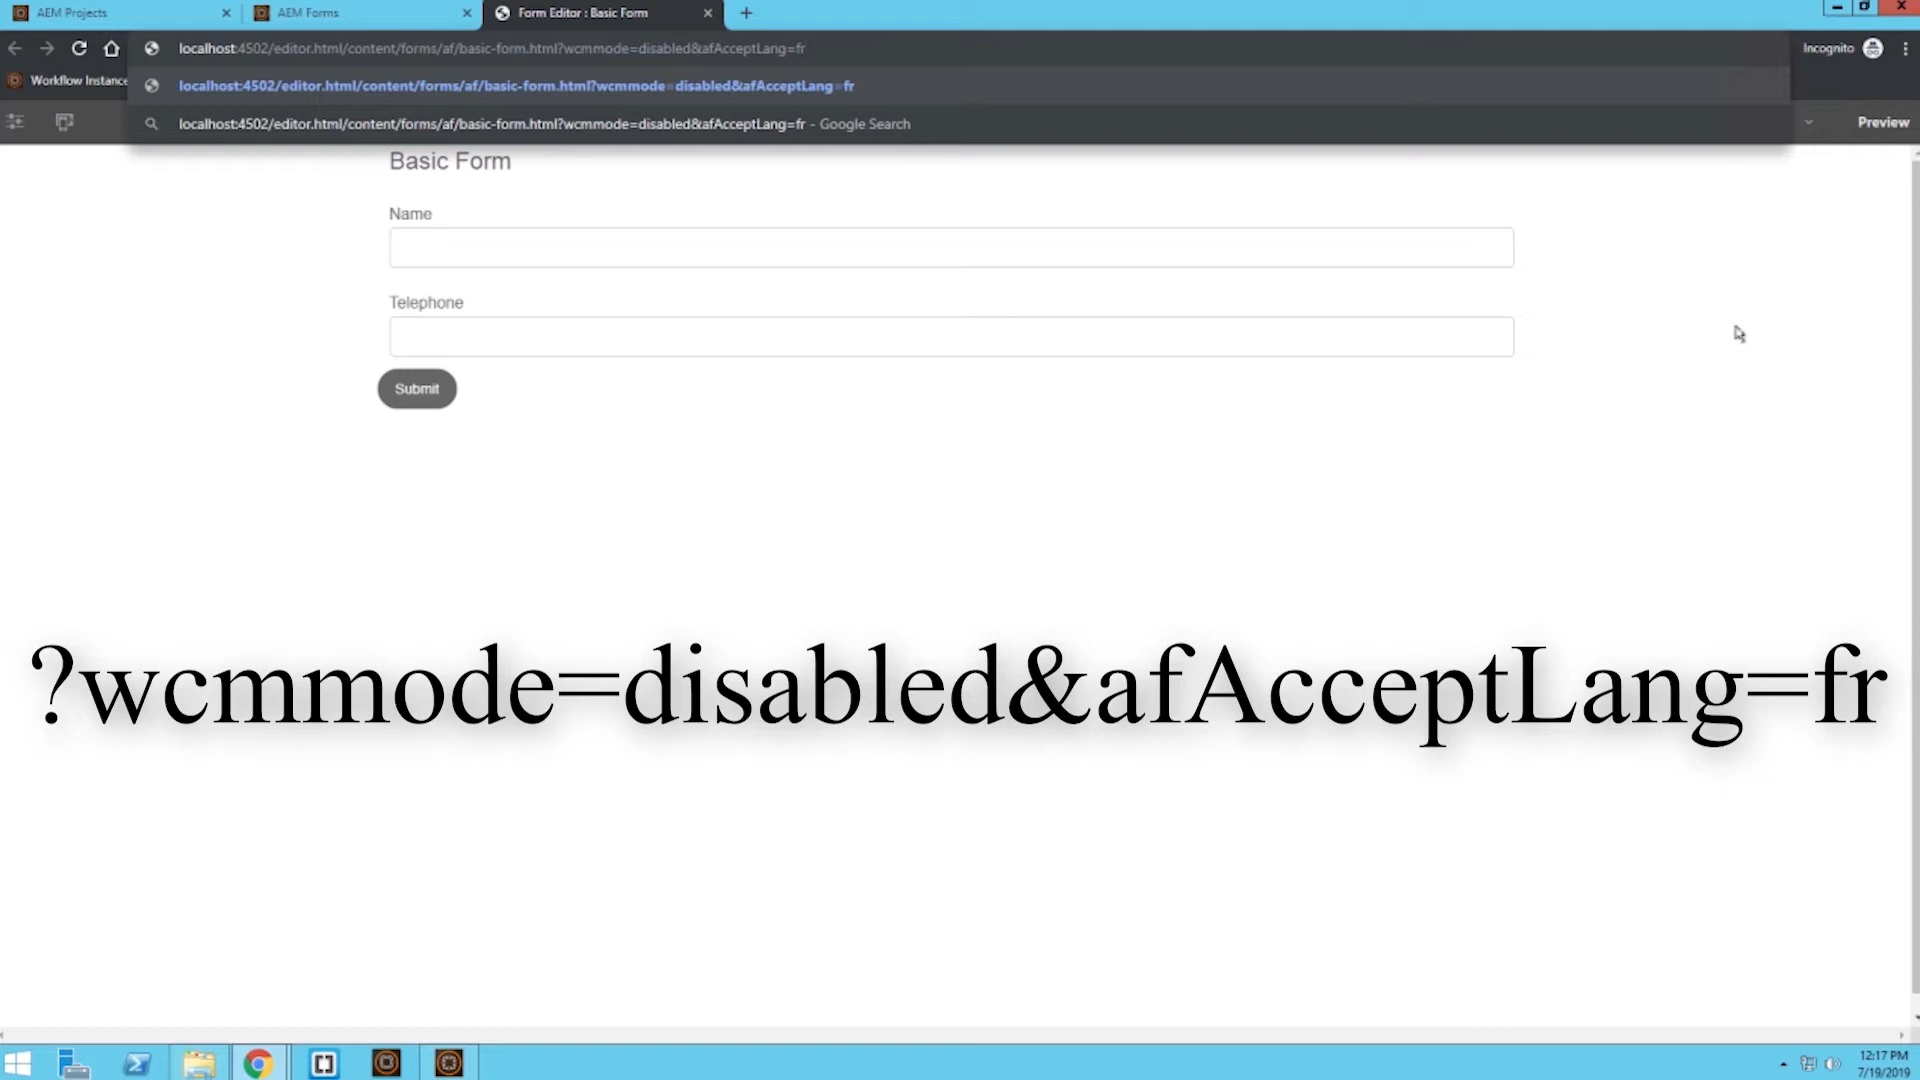 AEM Projects
AEM Forms
Form Editor : Basic Form
localhost:4502/editor.html/content/forms/af/basic-form.html?wcmmode=disabled&afAcceptLang=fr
Incognito
Workflow Instance
localhost:4502/editor.html/content/forms/af/basic-form.html?wcmmode=disabled&afAcceptLang=fr
localhost:4502/editor.html/content/forms/af/basic-form.html?wcmmode=disabled&afAcceptLang=fr - Google Search
Preview
Basic Form
Name
Telephone
Submit
?wcmmode=disabled&afAcceptLang=fr
12:17 PM
7/19/2019